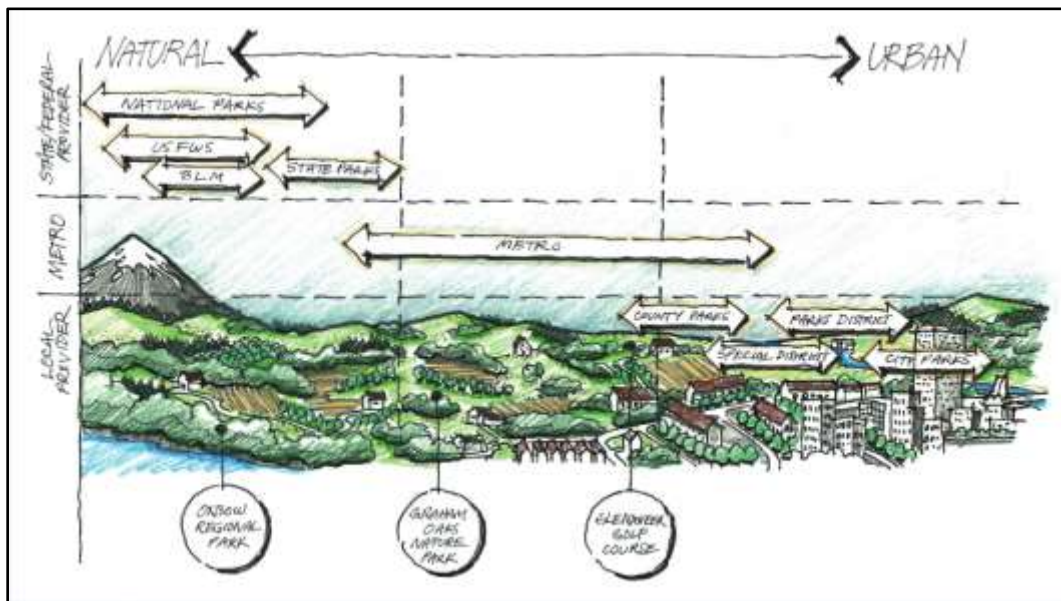 NATURAL
URBAN
STATE/FEDERAL
PROVIDER
NATIONAL PARKS
USFWS
BLM
STATE PARKS
METRO
METRO
LOCAL
PROVIDER
COUNTY PARKS
PARKS DISTRICT
SPECIAL DISTRICT
CITY PARKS
OXBOW
REGIONAL
PARK
GRAHAM
OAKS
NATURE
PARK
GLENDOVEER
GOLF
COURSE